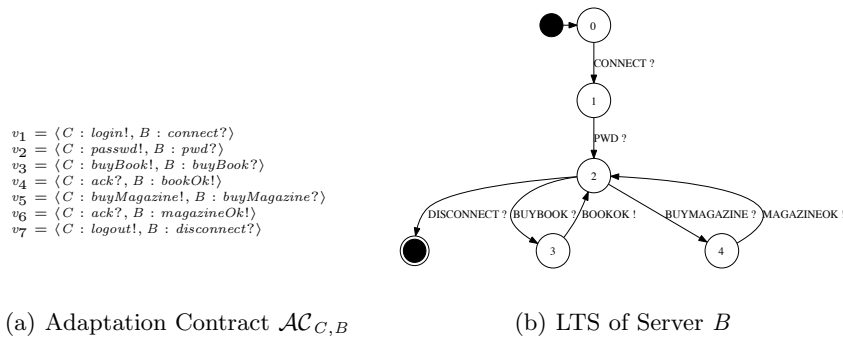 0
CONNECT ?
1
v1 = ⟨C : login!, B : connect?⟩
v2 = ⟨C : passwd!, B : pwd?⟩
v3 = ⟨C : buyBook!, B : buyBook?⟩
v4 = ⟨C : ack?, B : bookOk!⟩
v5 = ⟨C : buyMagazine!, B : buyMagazine?⟩
v6 = ⟨C : ack?, B : magazineOk!⟩
v7 = ⟨C : logout!, B : disconnect?⟩
PWD ?
2
DISCONNECT ? BUYBOOK ? BOOKOK ! BUYMAGAZINE ? MAGAZINEOK !
3 4
(a) Adaptation Contract AC C,B (b) LTS of Server B